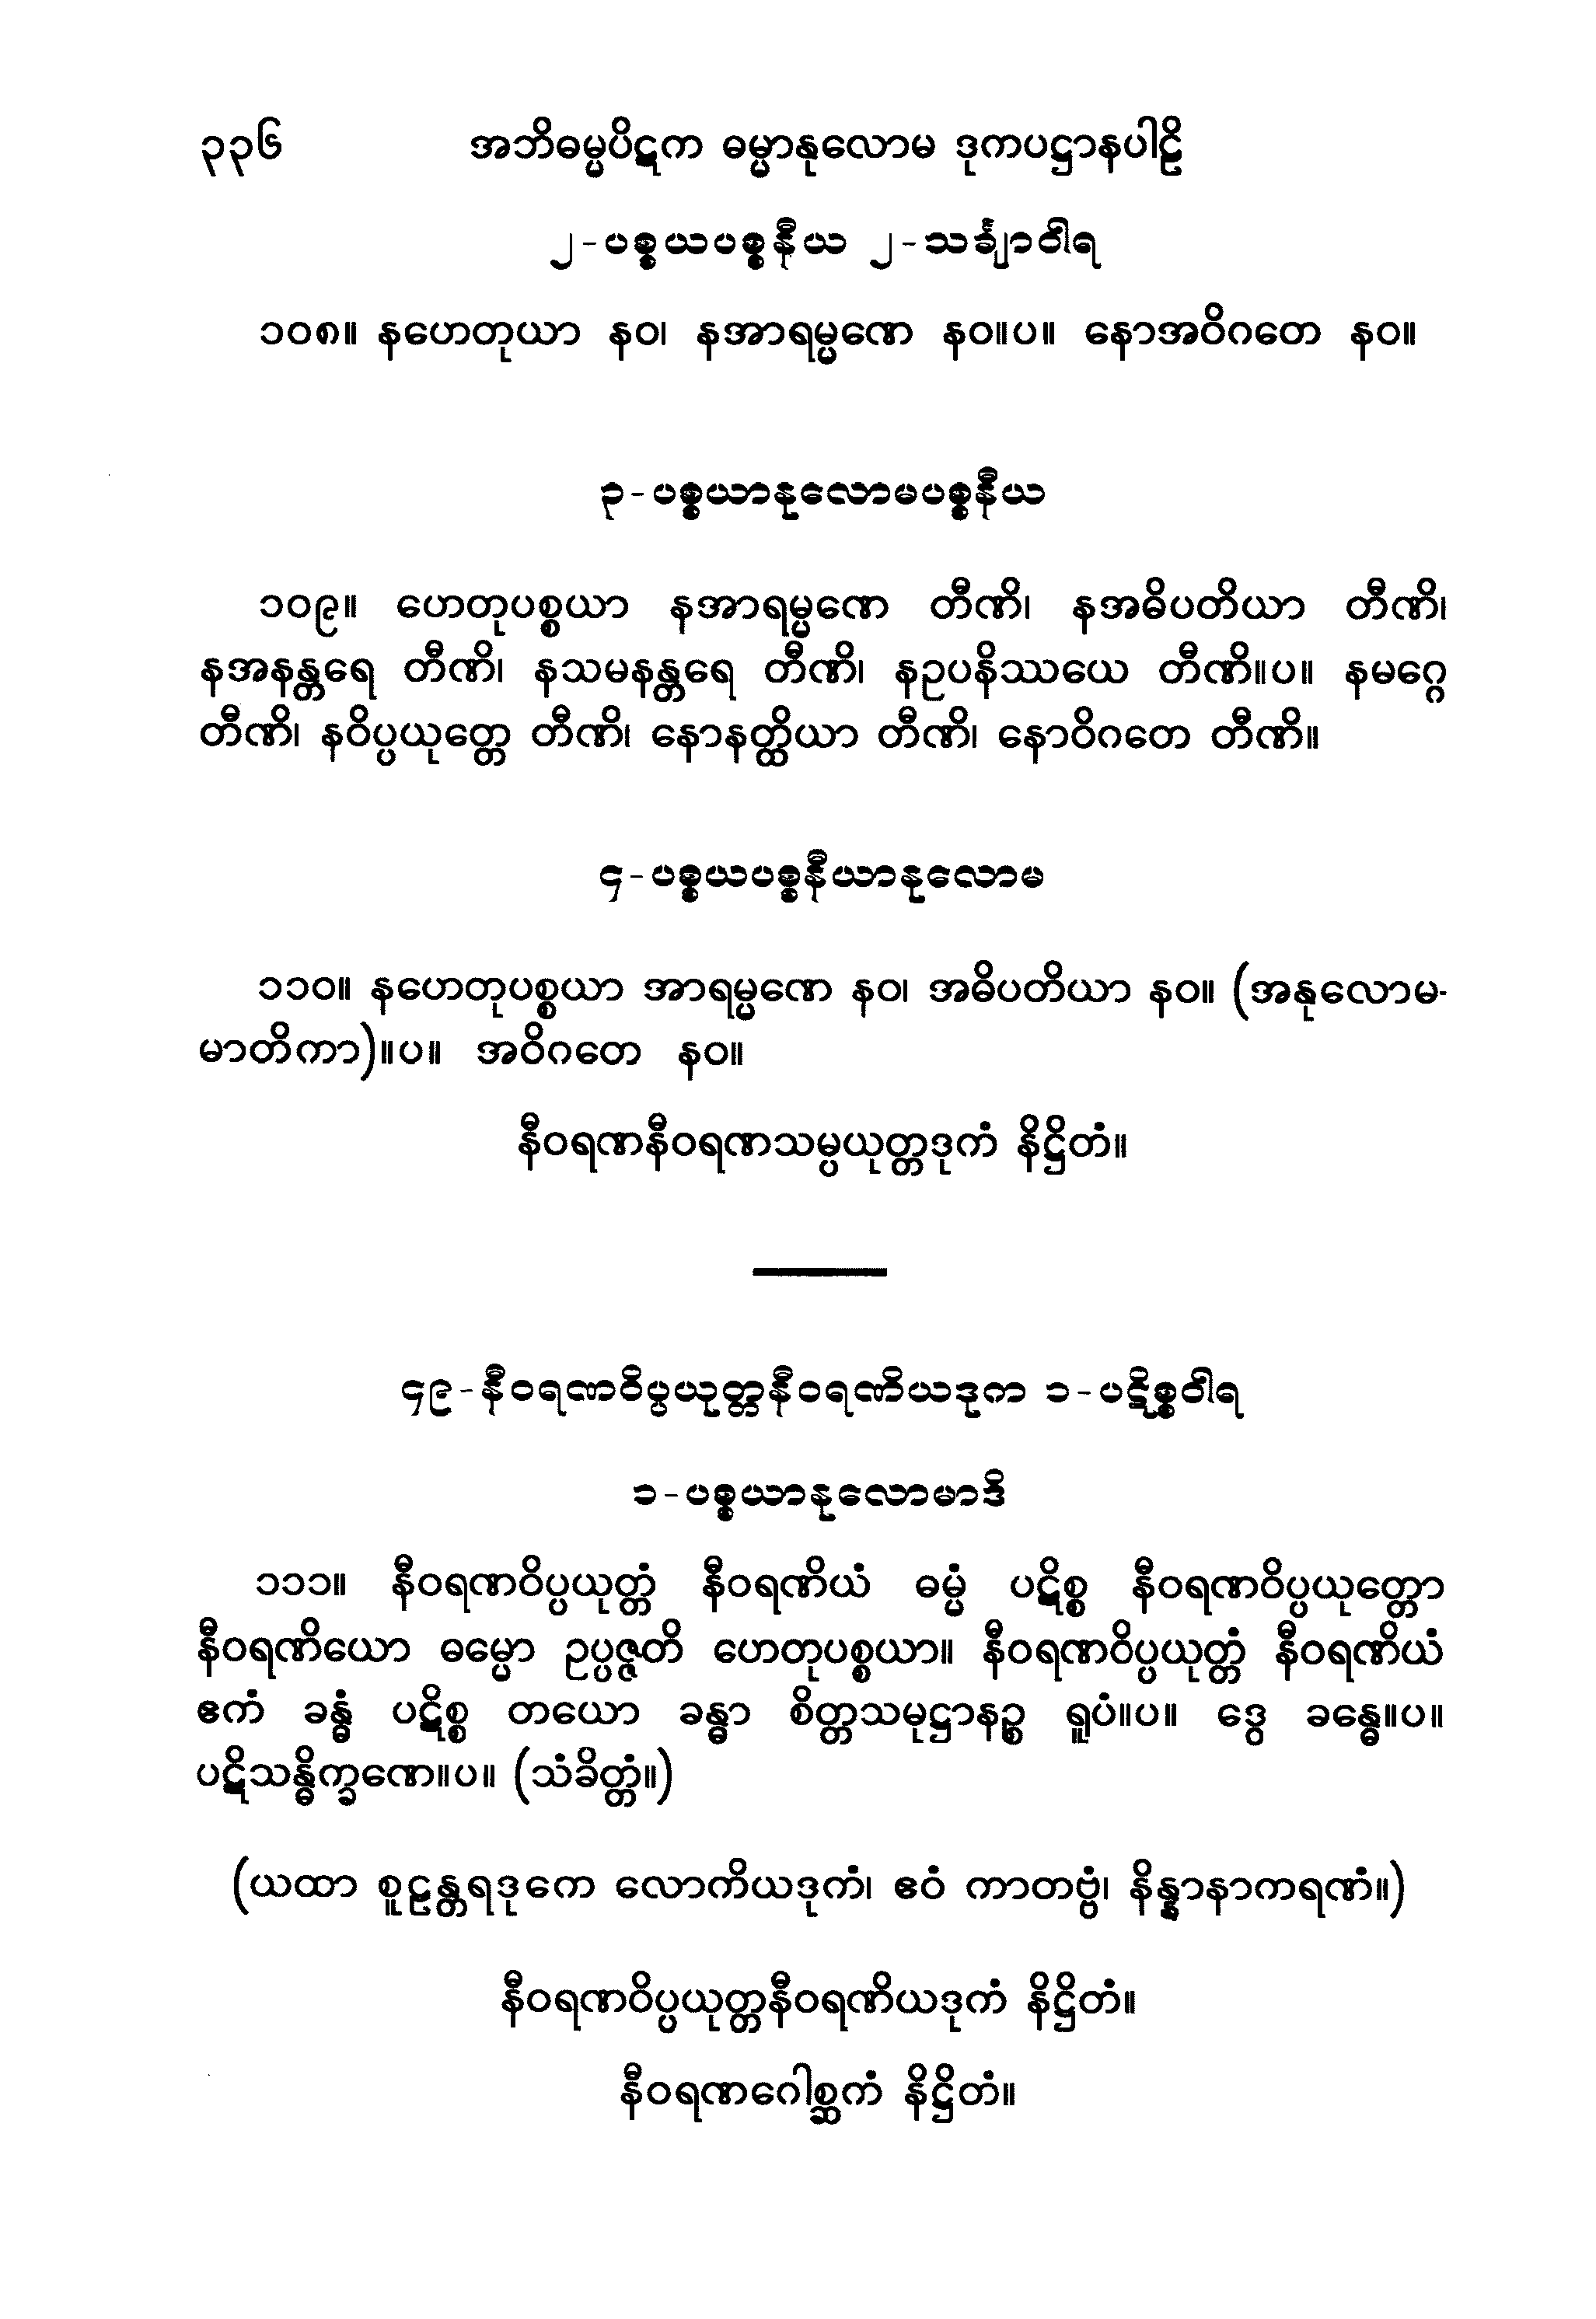 ၃၃၆ အဘိဓမ္မပိဋက ဓမ္မာနုလောမ ဒုကပဋ္ဌာနပါဠိ
၂-ပစ္စယပစ္စနီယ ၂-သင်္ချာဝါရ
၁၀၈။ နဟေတုယာ နဝ၊ နအာရမ္မဏေ နဝ။ပ။ နောအဝိဂတေ နဝ။
၃-ပစ္စယာနုလောမပစ္စနီယ
၁၀၉။ ဟေတုပစ္စယာ နအာရမ္မဏေ တီဏိ၊ နအဓိပတိယာ တီဏိ၊
နအနန္တရေ တီဏိ၊ နသမနန္တရေ တီဏိ၊ နဥပနိဿယေ တီဏိ။ပ။ နမဂ္ဂေ
တီဏိ၊ နဝိပ္ပယုတ္တေ တီဏိ၊ နောနတ္ထိယာ တီဏိ၊ နောဝိဂတေ တီဏိ။
၄-ပစ္စယပစ္စနီယာနုလောမ
၁၁၀။ နဟေတုပစ္စယာ အာရမ္မဏေ နဝ၊ အဓိပတိယာ နဝ။ (အနုလောမ-
မာတိကာ)။ပ။ အဝိဂတေ နဝ။
နီဝရဏနီဝရဏသမ္ပယုတ္တဒုကံ နိဋ္ဌိတံ။
၄၉-နီဝရဏဝိပ္ပယုတ္တနီဝရဏိယဒုက ၁-ပဋိစ္စဝါရ
၁-ပစ္စယာနုလောမာဒိ
၁၁၁။ နီဝရဏဝိပ္ပယုတ္တံ နီဝရဏိယံ ဓမ္မံ ပဋိစ္စ နီဝရဏဝိပ္ပယုတ္တော
နီဝရဏိယော ဓမ္မော ဥပ္ပဇ္ဇတိ ဟေတုပစ္စယာ။ နီဝရဏဝိပ္ပယုတ္တံ နီဝရဏိယံ
ဧကံ ခန္ဓံ ပဋိစ္စ တယော ခန္ဓာ စိတ္တသမုဋ္ဌာနဉ္စ ရူပံ။ပ။ ဒွေ ခန္ဓေ။ပ။
ပဋိသန္ဓိက္ခဏေ။ပ။ (သံခိတ္တံ။)
(ယထာ စူဠန္တရဒုကေ လောကိယဒုကံ၊ ဧဝံ ကာတဗ္ဗံ၊ နိန္နာနာကရဏံ။)
နီဝရဏဝိပ္ပယုတ္တနီဝရဏိယဒုကံ နိဋ္ဌိတံ။
နီဝရဏဂေါစ္ဆကံ နိဋ္ဌိတံ။